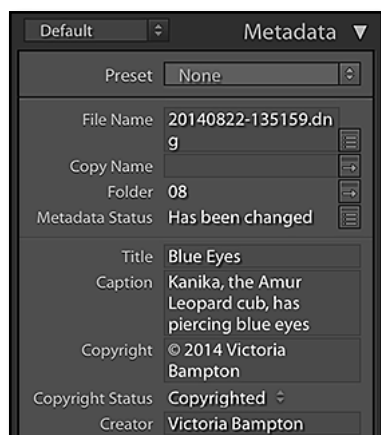 Default Metadata
Preset None
File Name 20140822-135159.dn
g
Copy Name
Folder 08
Metadata Status Has been changed
Title Blue Eyes
Caption Kanika, the Amur
Leopard cub, has
piercing blue eyes
Copyright © 2014 Victoria
Bampton
Copyright Status Copyrighted
Creator Victoria Bampton